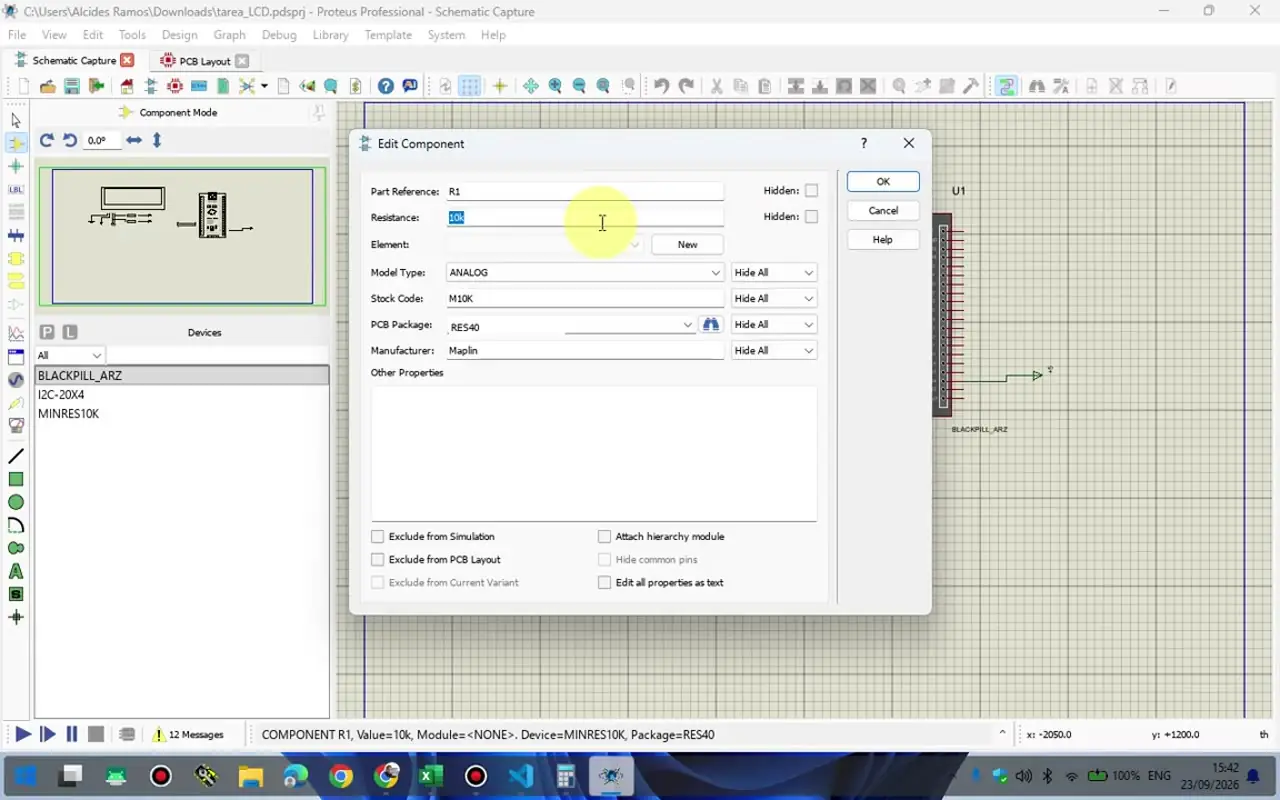 C:\Users\Alcides Ramos\Downloads\tarea_LCD.pdsprj - Proteus Professional - Schematic Capture
File View Edit Tools Design Graph Debug Library Template System Help
Schematic Capture PCB Layout
Component Mode
0.0°
LBL
P L Devices
All
BLACKPILL_ARZ
I2C-20X4
MINRES10K
A
S
Edit Component ?
Part Reference: R1 Hidden:
Resistance: 10k Hidden:
Element: New
Model Type: ANALOG Hide All
Stock Code: M10K Hide All
PCB Package: RES40 Hide All
Manufacturer: Maplin Hide All
Other Properties
Exclude from Simulation Attach hierarchy module
Exclude from PCB Layout Hide common pins
Exclude from Current Variant Edit all properties as text
OK
Cancel
Help
U1
BLACKPILL_ARZ
12 Messages COMPONENT R1, Value=10k, Module=<NONE>. Device=MINRES10K, Package=RES40 x: -2050.0 y: +1200.0 th
100% ENG 15:42
23/09/2026